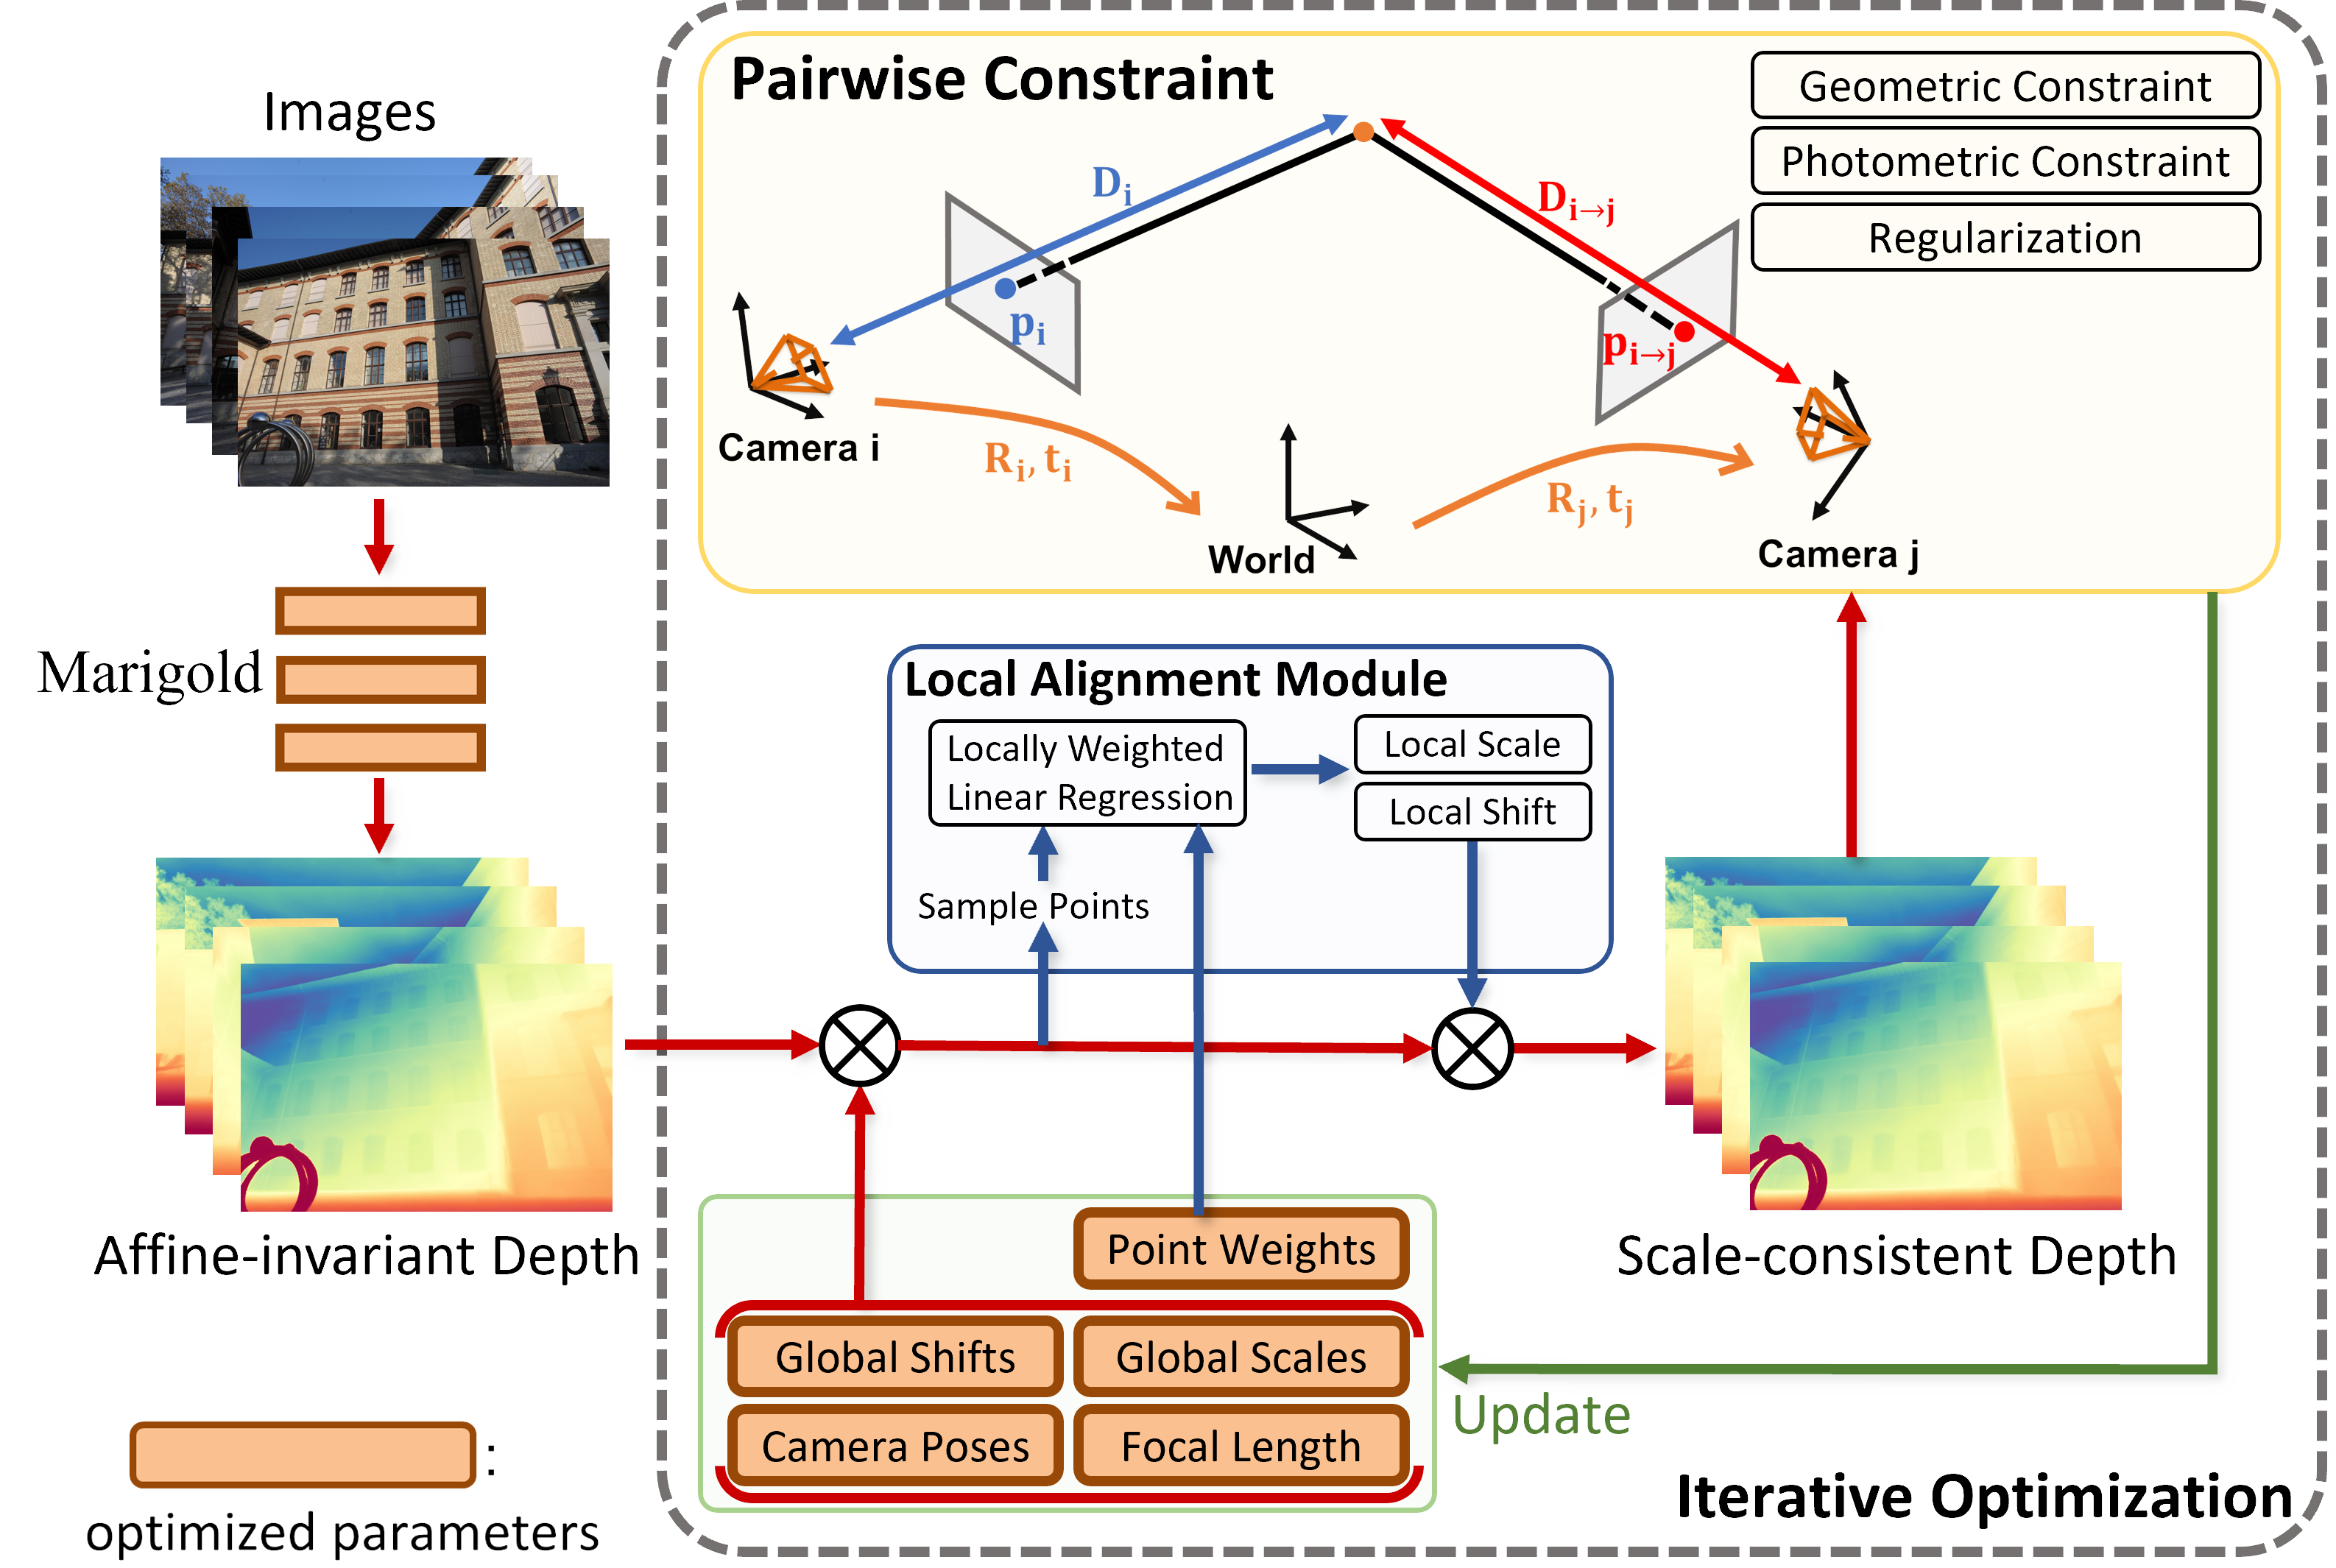 Images
Marigold
Affine-invariant Depth
:
optimized parameters
Pairwise Constraint
Geometric Constraint
Photometric Constraint
Regularization
D_i
D_{i→j}
p_i
p_{i→j}
Camera i
R_i, t_i
World
R_j, t_j
Camera j
Local Alignment Module
Locally Weighted
Linear Regression
Local Scale
Local Shift
Sample Points
Scale-consistent Depth
Point Weights
Global Shifts
Global Scales
Camera Poses
Focal Length
Update
Iterative Optimization